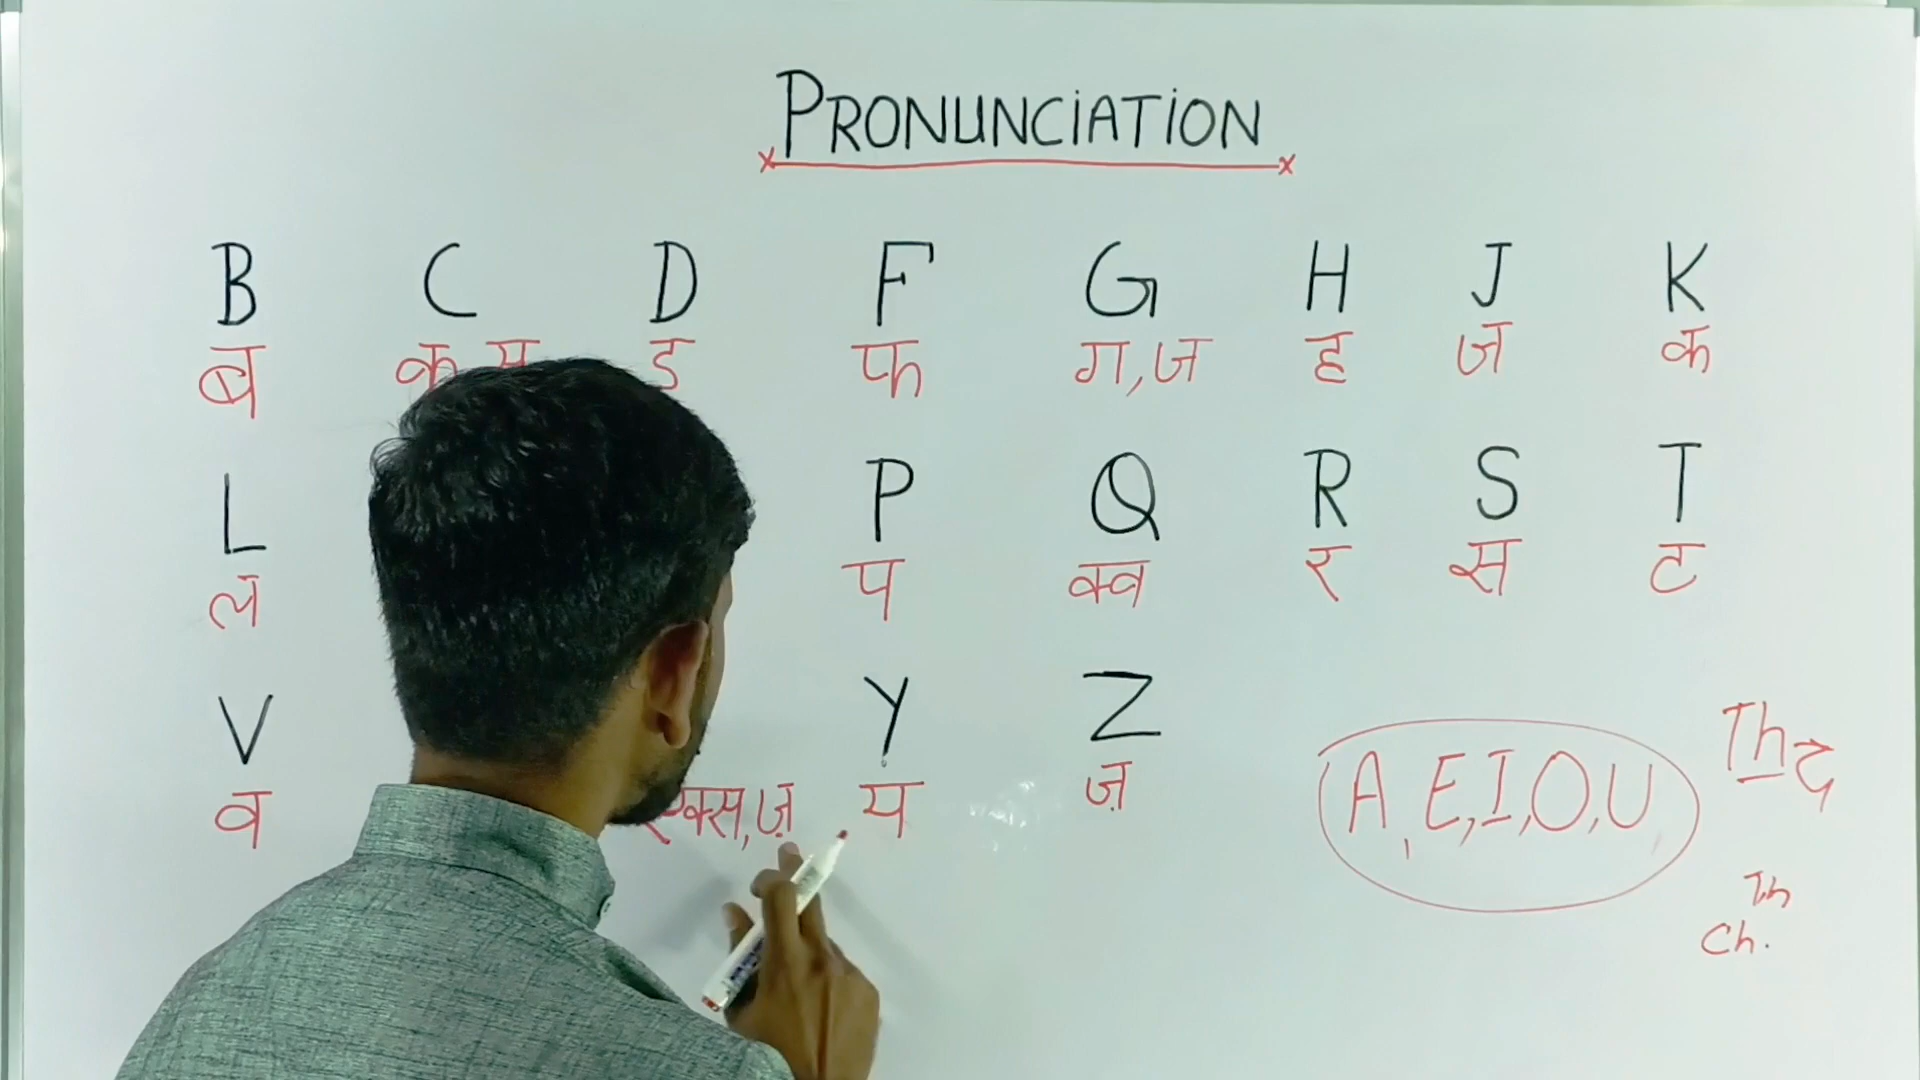 PRONUNCIATION
B C D F G H J K
ब क ड फ ग,ज ह ज क
L P Q R S T
ल प क्व र स ट
V Y Z
व क्स,ज़ य ज़
A, E, I, O, U
Th
Th
Ch.